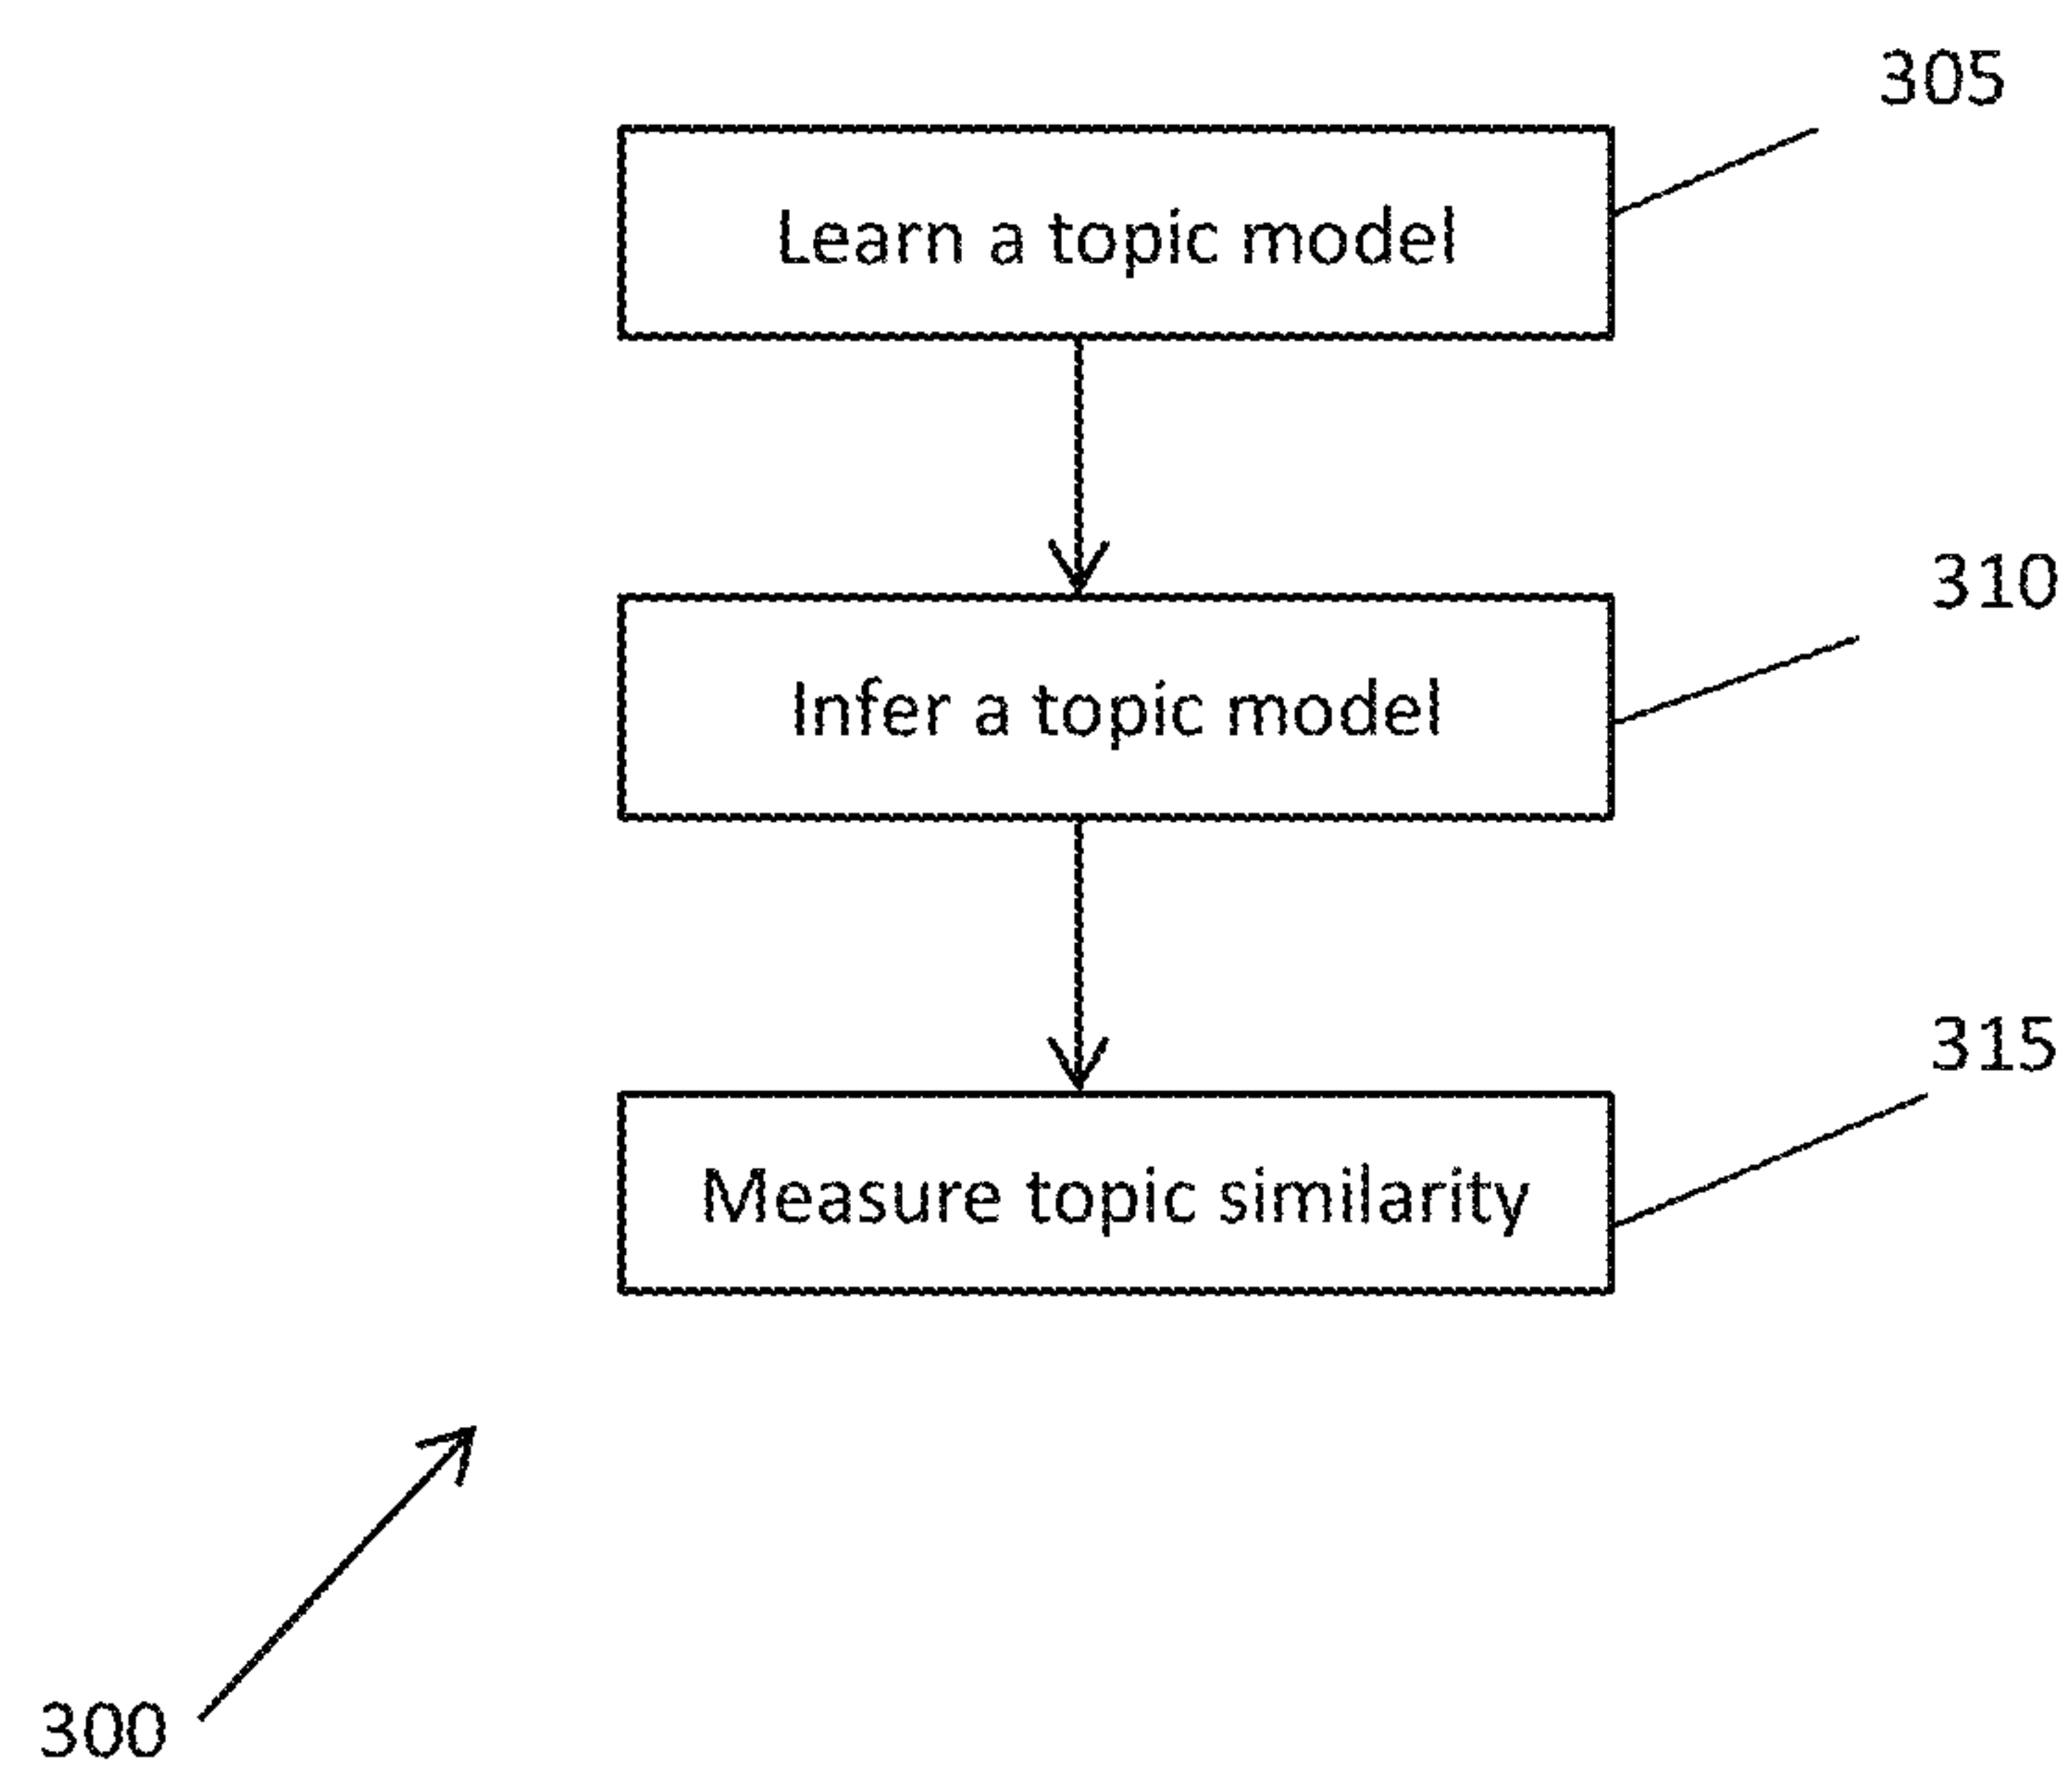 305
Learn a topic model
310
Infer a topic model
315
Measure topic similarity
300